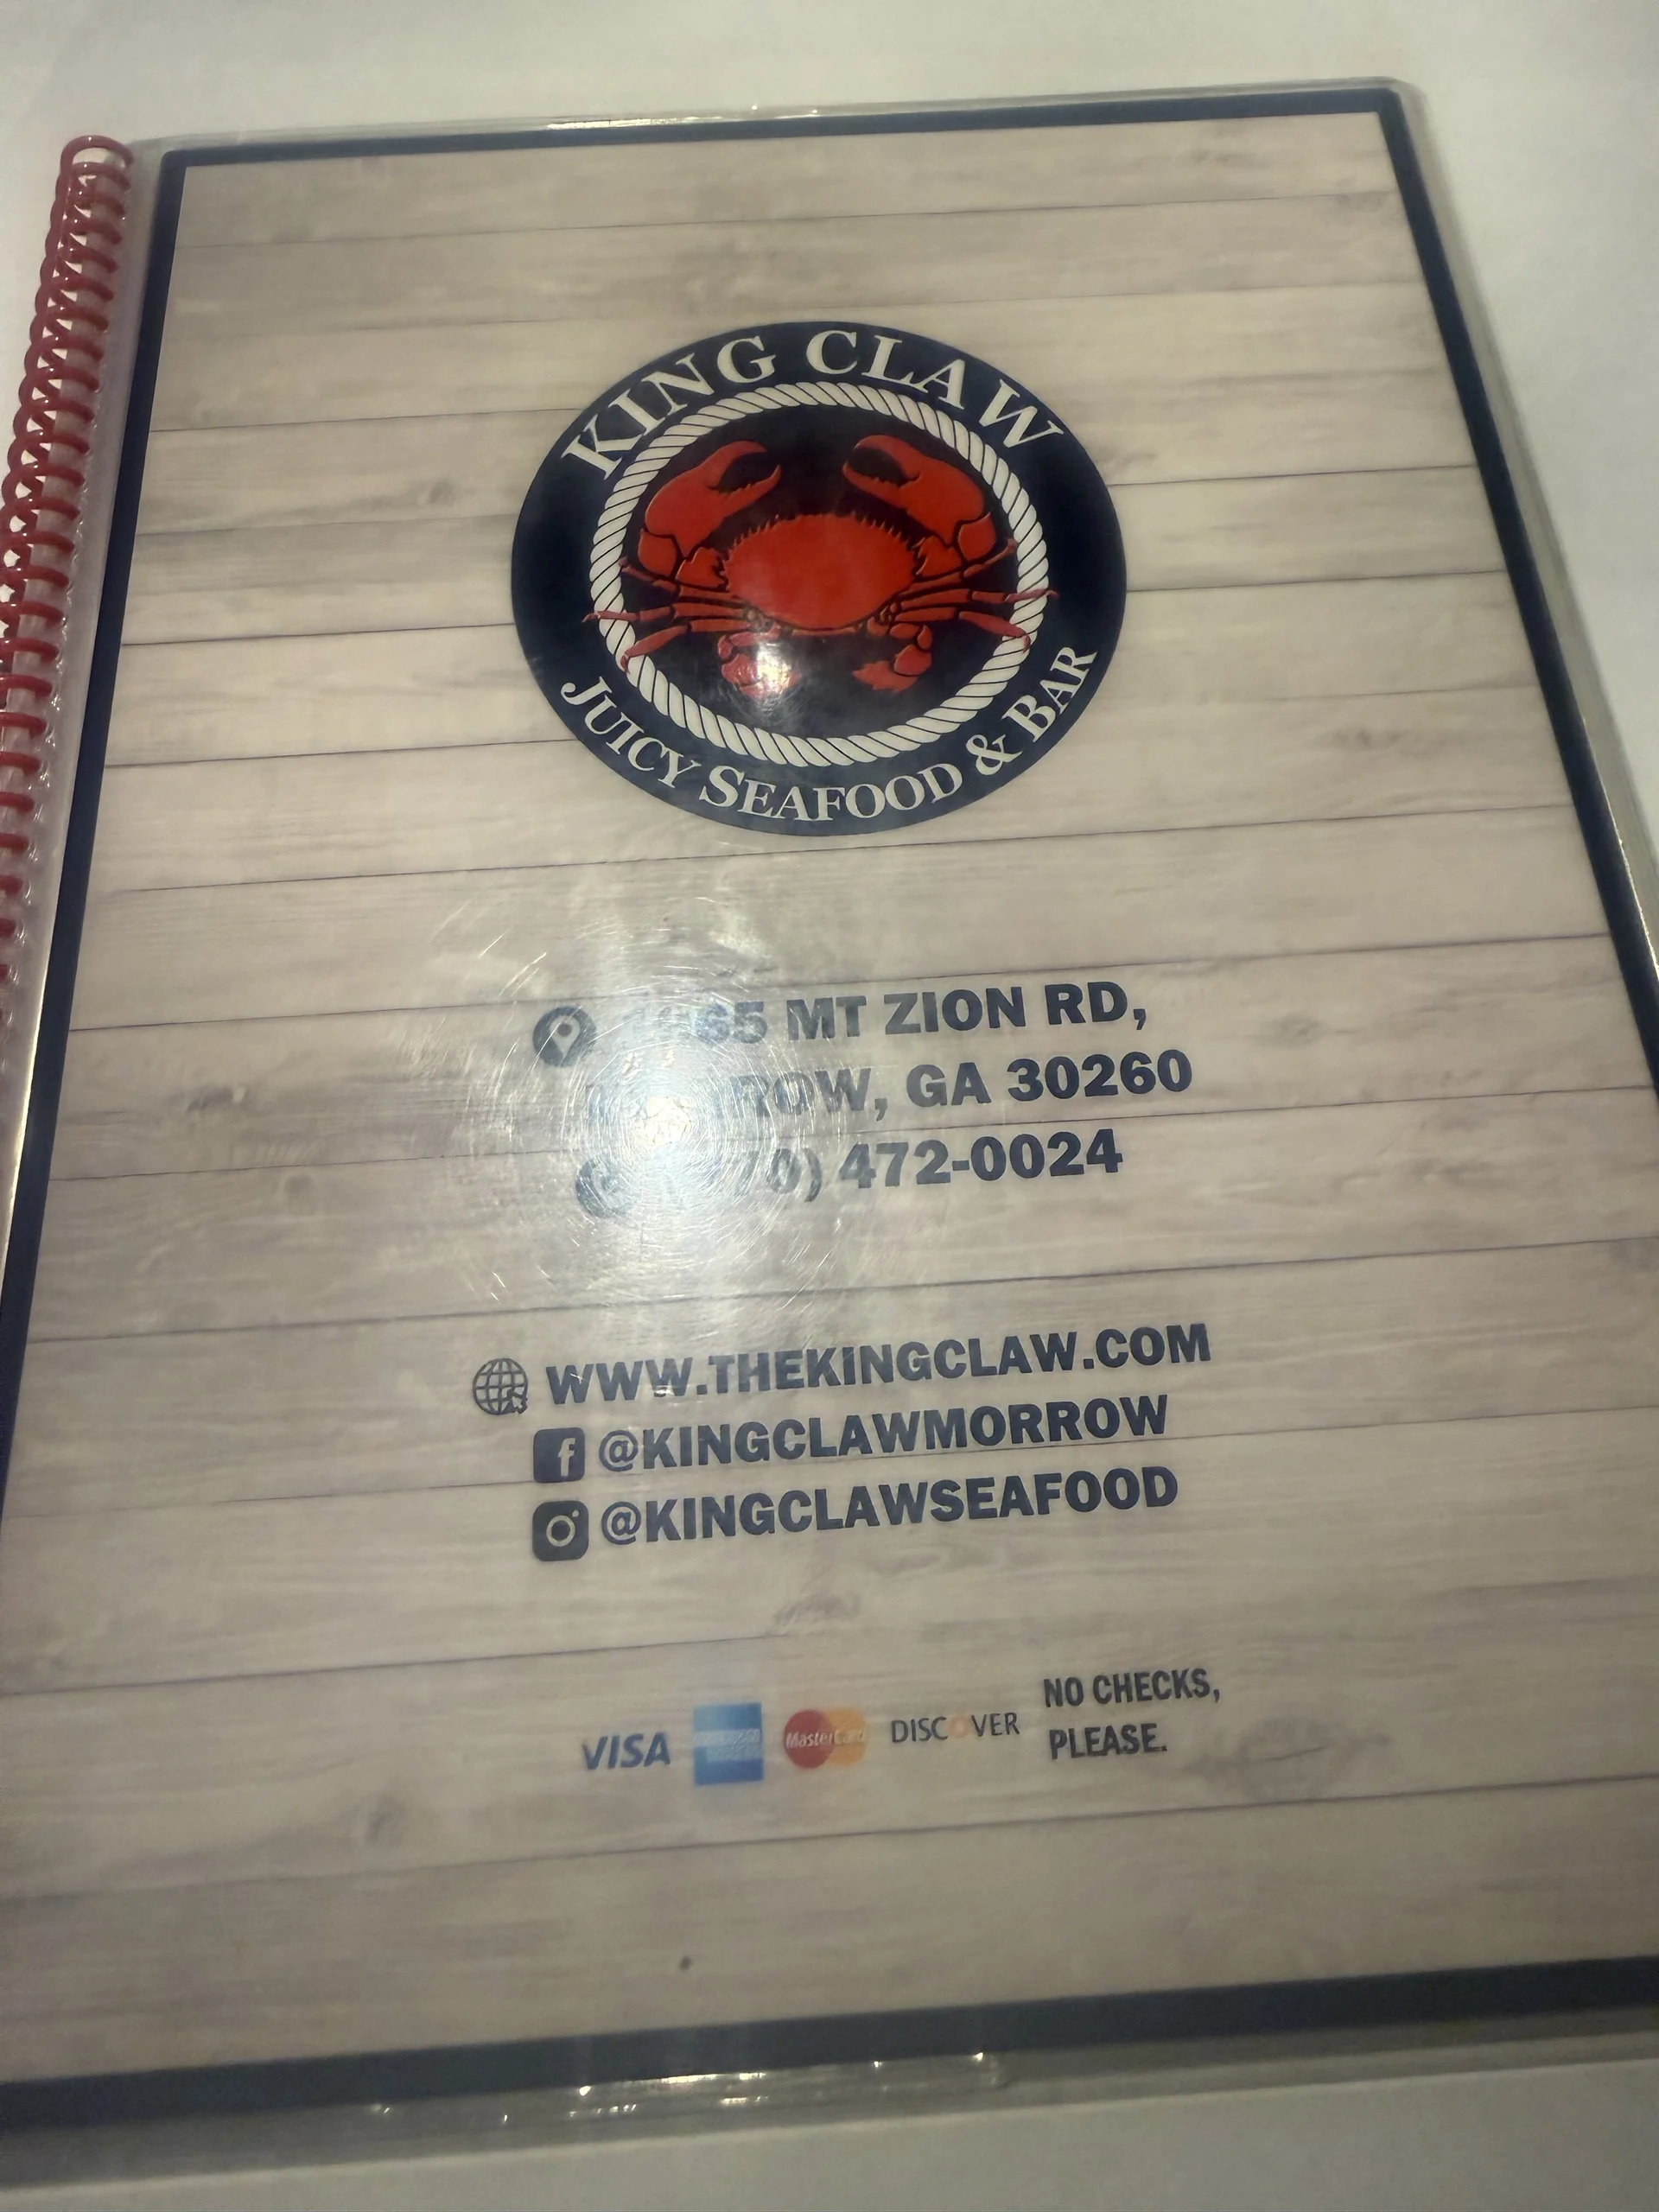 KING CLAW
JUICY SEAFOOD & BAR
MT ZION RD,
GA 30260
472-0024
WWW.THEKINGCLAW.COM
@KINGCLAWMORROW
@KINGCLAWSEAFOOD
VISA
MasterCard
DISCOVER
NO CHECKS,
PLEASE.